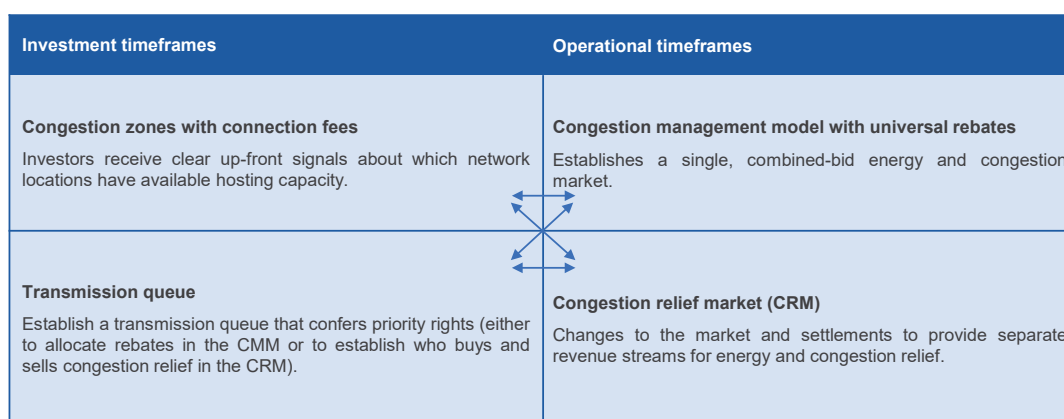 Investment timeframes
Operational timeframes
Congestion zones with connection fees
Investors receive clear up-front signals about which network
locations have available hosting capacity.
Congestion management model with universal rebates
Establishes a single, combined-bid energy and congestion
market.
Transmission queue
Establish a transmission queue that confers priority rights (either
to allocate rebates in the CMM or to establish who buys and
sells congestion relief in the CRM).
Congestion relief market (CRM)
Changes to the market and settlements to provide separate
revenue streams for energy and congestion relief.